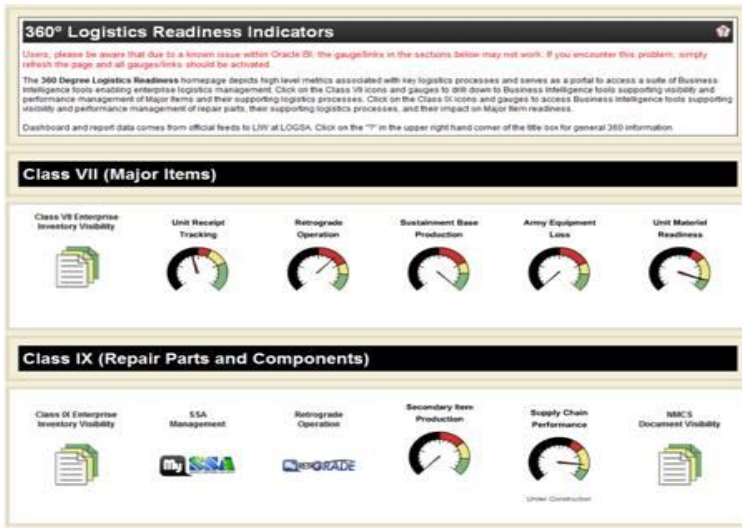 360º Logistics Readiness Indicators
Users, please be aware that due to a known issue within Oracle BI, the gauge/links in the sections below may not work. If you encounter this problem, simply
refresh the page and all gauges/links should be activated.
The 360 Degree Logistics Readiness homepage depicts high level metrics associated with key logistics processes and serves as a portal to access a suite of Business
Intelligence tools enabling enterprise logistics management. Click on the Class VII icons and gauges to drill down to Business Intelligence tools supporting visibility and
performance management of Major Items and their supporting logistics processes. Click on the Class IX icons and gauges to access Business Intelligence tools supporting
visibility and performance management of repair parts, their supporting logistics processes, and their impact on Major Item readiness.
Dashboard and report data comes from official feeds to LIW at LOGSA. Click on the "?" in the upper right hand corner of the title box for general 360 information.
Class VII (Major Items)
Class VII Enterprise
Inventory Visibility
Unit Receipt
Tracking
Retrograde
Operation
Sustainment Base
Production
Army Equipment
Loss
Unit Materiel
Readiness
Class IX (Repair Parts and Components)
Class IX Enterprise
Inventory Visibility
SSA
Management
My SSA
Retrograde
Operation
RETROGRADE
Secondary Item
Production
Supply Chain
Performance
Under Construction
NMCS
Document Visibility